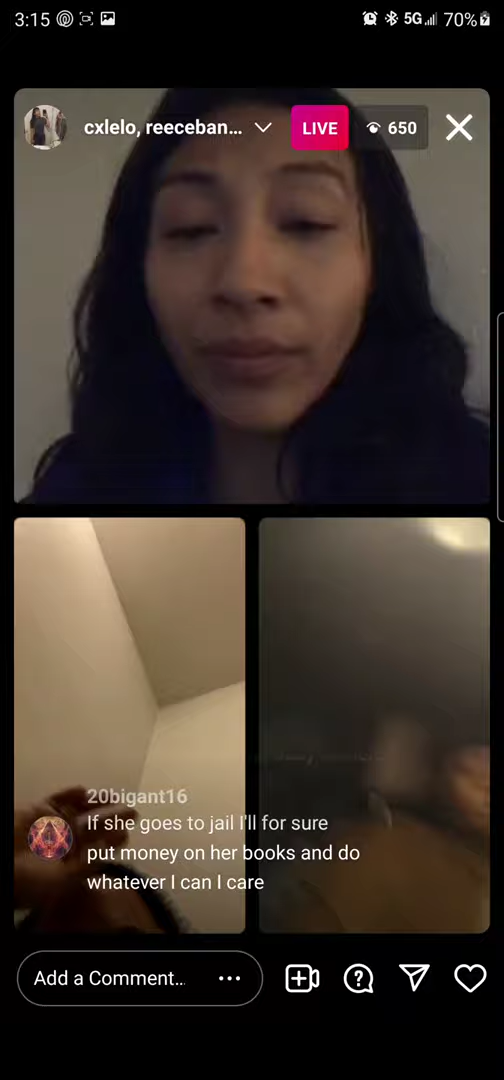 3:15 5G 70%
cxlelo, reeceban... LIVE 650
20bigant16
If she goes to jail I'll for sure
put money on her books and do
whatever I can I care
Add a Comment...